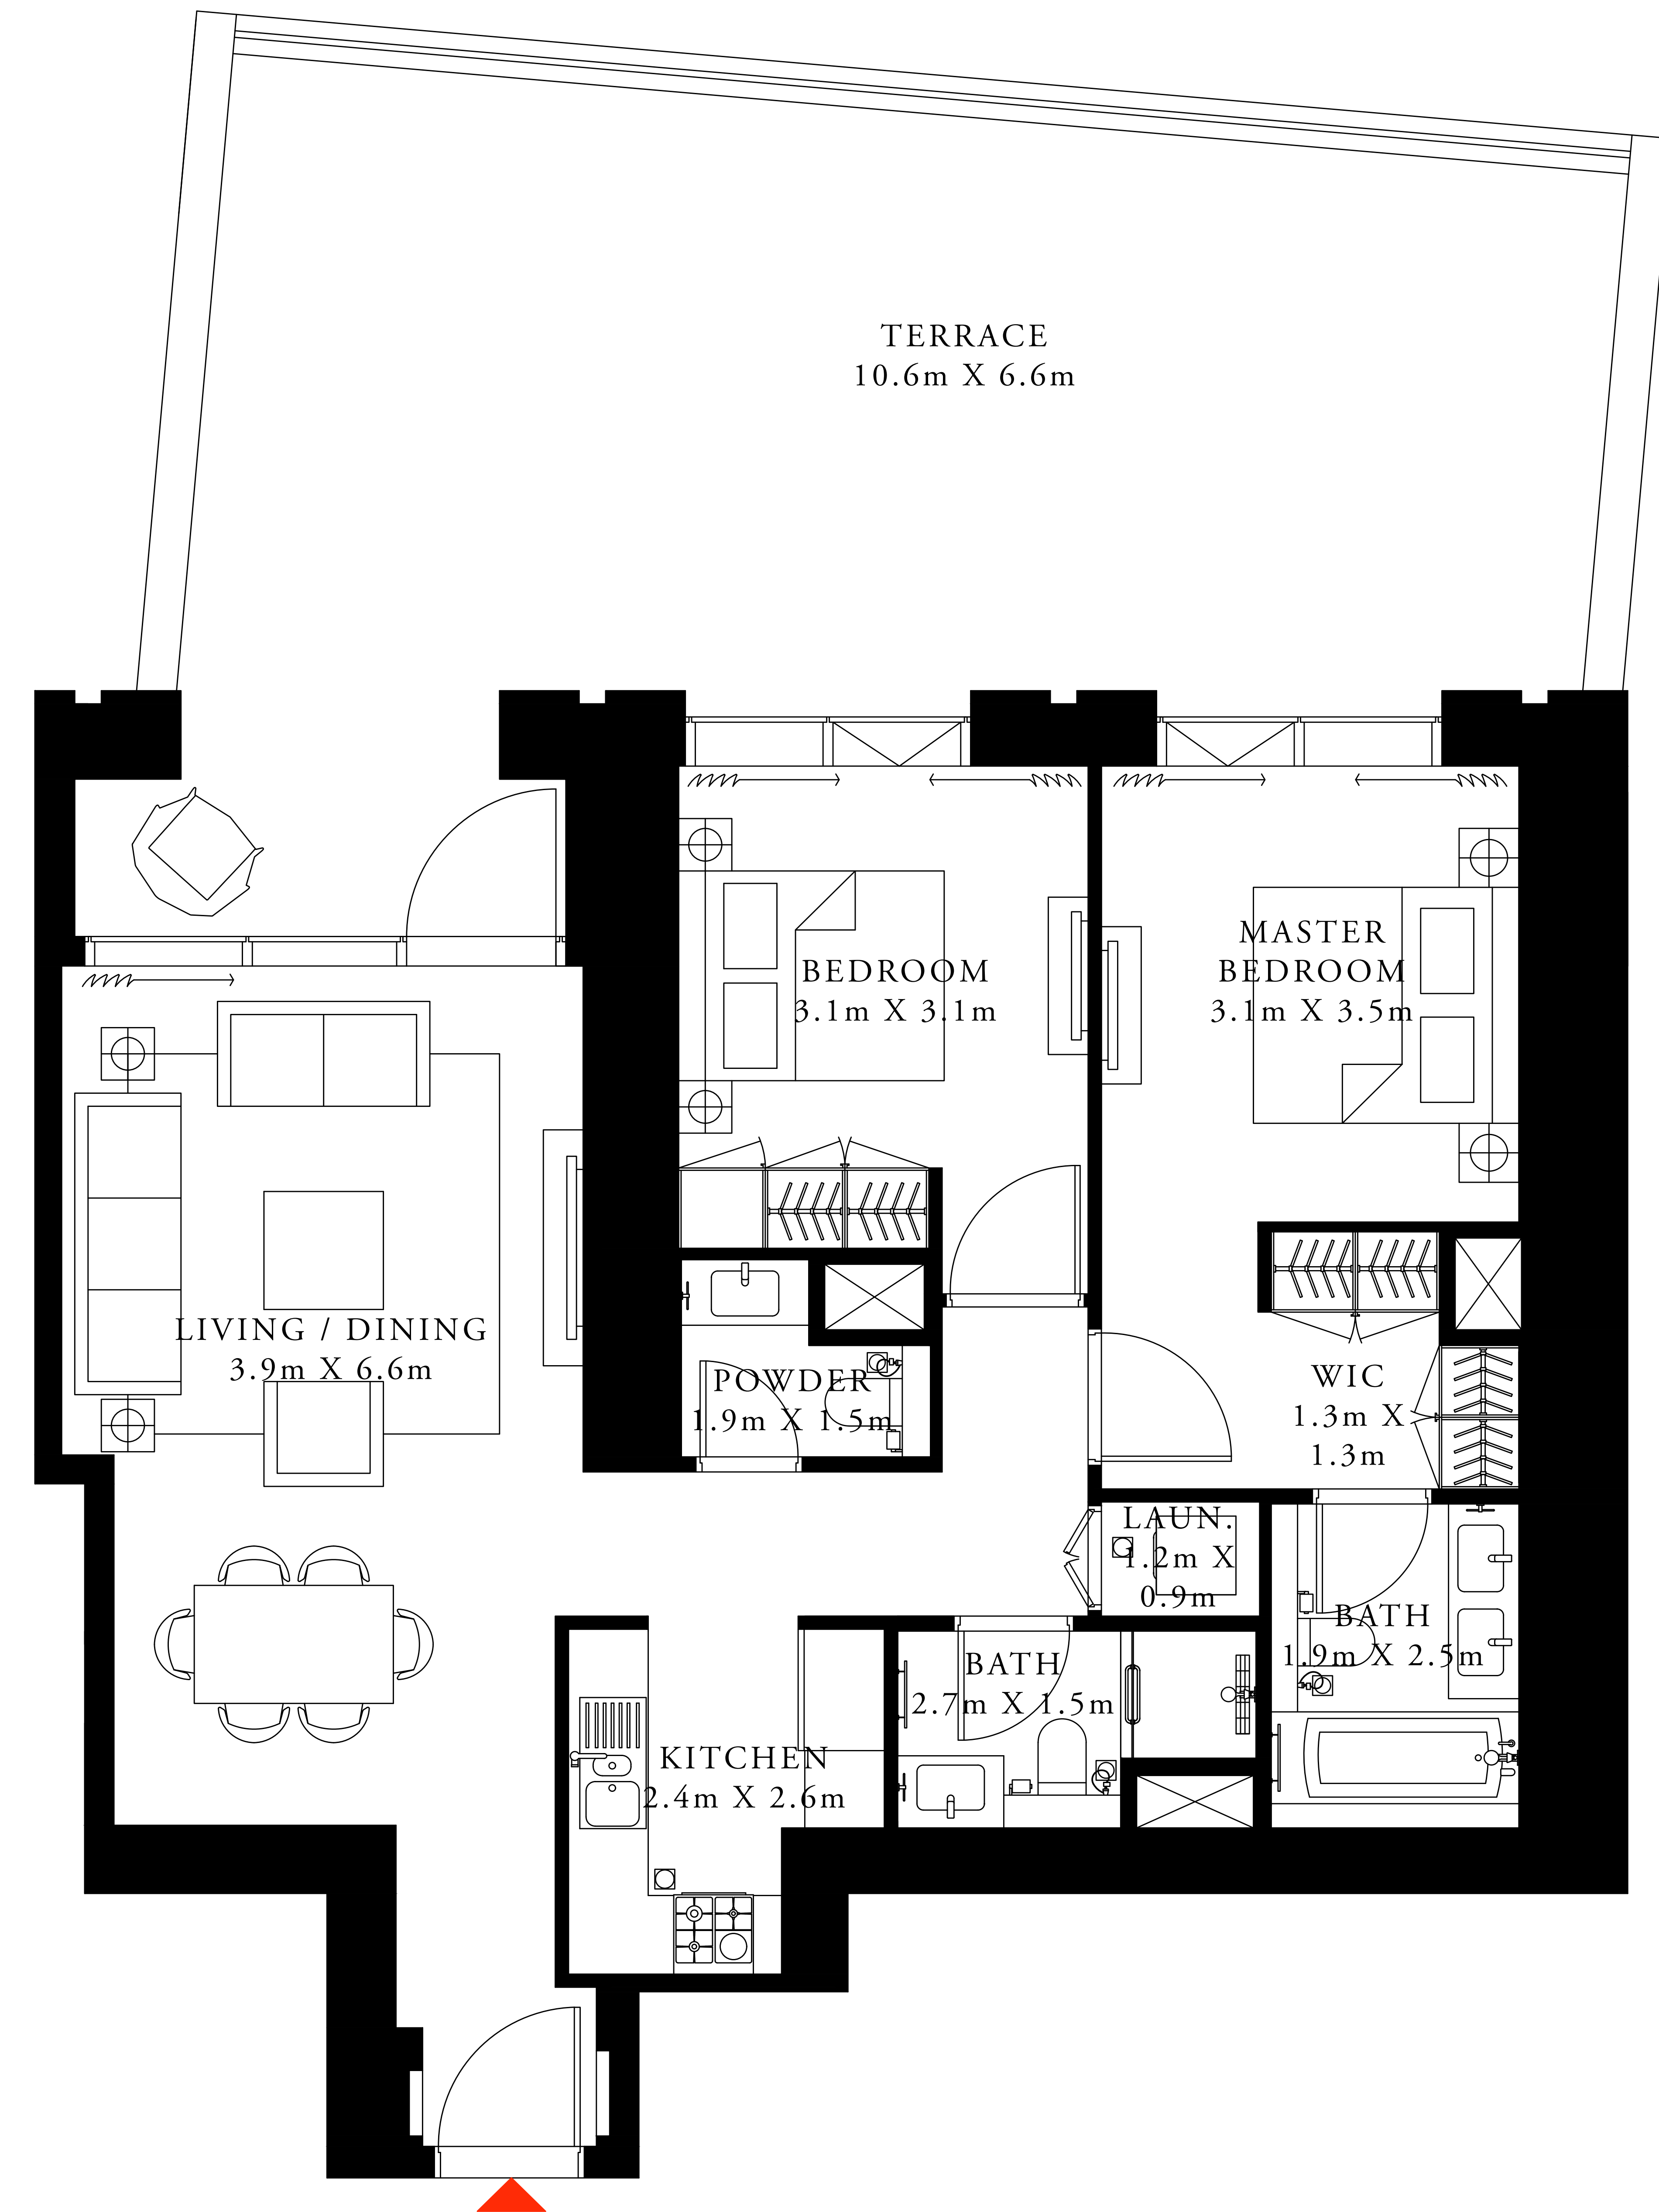 TERRACE
10.6m X 6.6m
MASTER
BEDROOM
3.1m X 3.5m
BEDROOM
3.1m X 3.1m
LIVING / DINING
3.9m X 6.6m
POWDER
1.9m X 1.5m
WIC
1.3m X
1.3m
LAUN.
1.2m X
0.9m
BATH
1.9m X 2.5m
BATH
2.7m X 1.5m
KITCHEN
2.4m X 2.6m